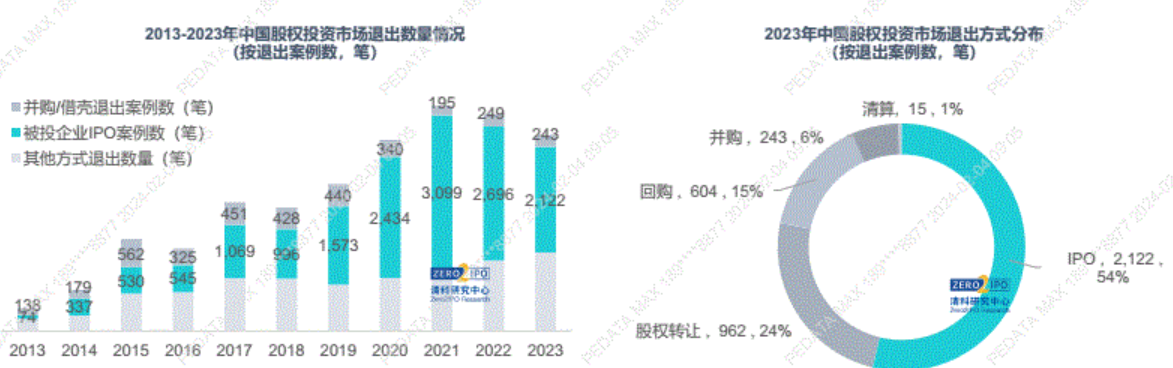 2013-2023年中国股权投资市场退出数量情况
（按退出案例数，笔）
并购/借壳退出案例数（笔）
被投企业IPO案例数（笔）
其他方式退出数量（笔）
138
74
179
337
562
530
325
545
451
1,069
428
996
440
1,573
340
2,434
195
3,099
249
2,696
243
2,122
ZERO2IPO
清科研究中心
Zero2IPO Research
2013 2014 2015 2016 2017 2018 2019 2020 2021 2022 2023
2023年中国股权投资市场退出方式分布
（按退出案例数，笔）
清算，15，1%
并购，243，6%
回购，604，15%
股权转让，962，24%
IPO，2,122，
54%
ZERO2IPO
清科研究中心
Zero2IPO Research